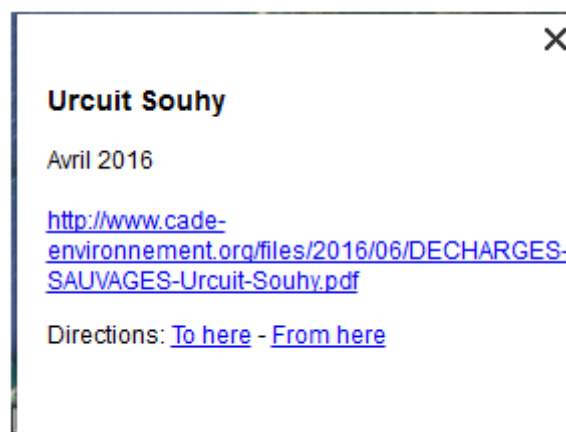 Urcuit Souhy
Avril 2016
http://www.cade-
environnement.org/files/2016/06/DECHARGES-
SAUVAGES-Urcuit-Souhy.pdf
Directions: To here - From here